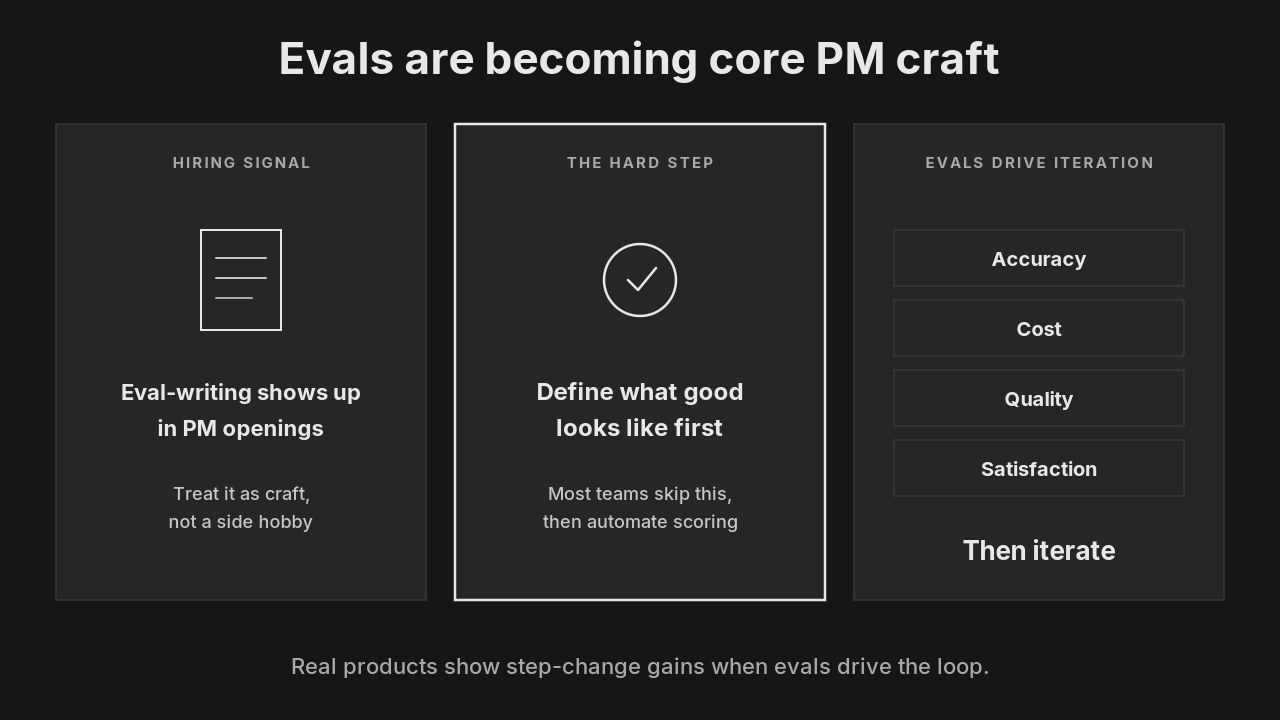 Evals are becoming core PM craft
HIRING SIGNAL
Eval-writing shows up
in PM openings
Treat it as craft,
not a side hobby
THE HARD STEP
Define what good
looks like first
Most teams skip this,
then automate scoring
EVALS DRIVE ITERATION
Accuracy
Cost
Quality
Satisfaction
Then iterate
Real products show step-change gains when evals drive the loop.